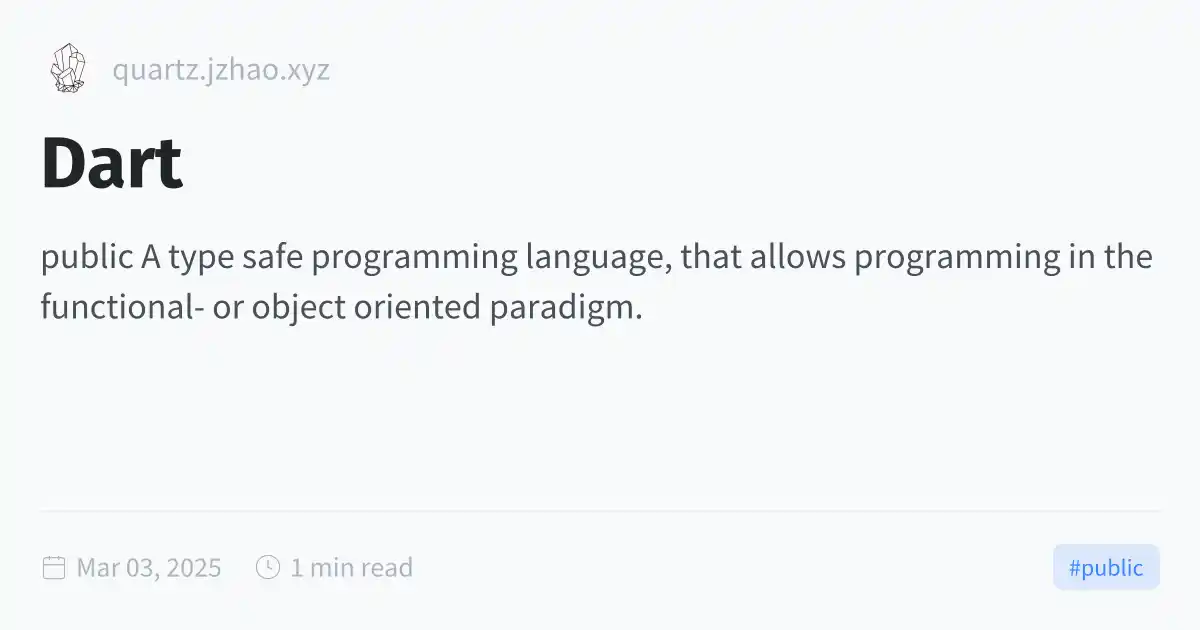 quartz.jzhao.xyz
Dart
public A type safe programming language, that allows programming in the
functional- or object oriented paradigm.
Mar 03, 2025 1 min read #public